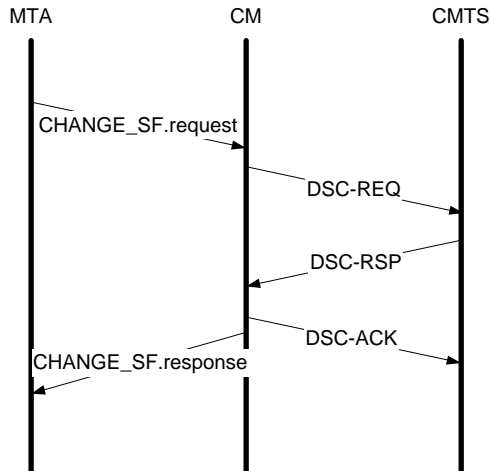 MTA CM CMTS
CHANGE_SF.request
DSC-REQ
DSC-RSP
DSC-ACK
CHANGE_SF.response